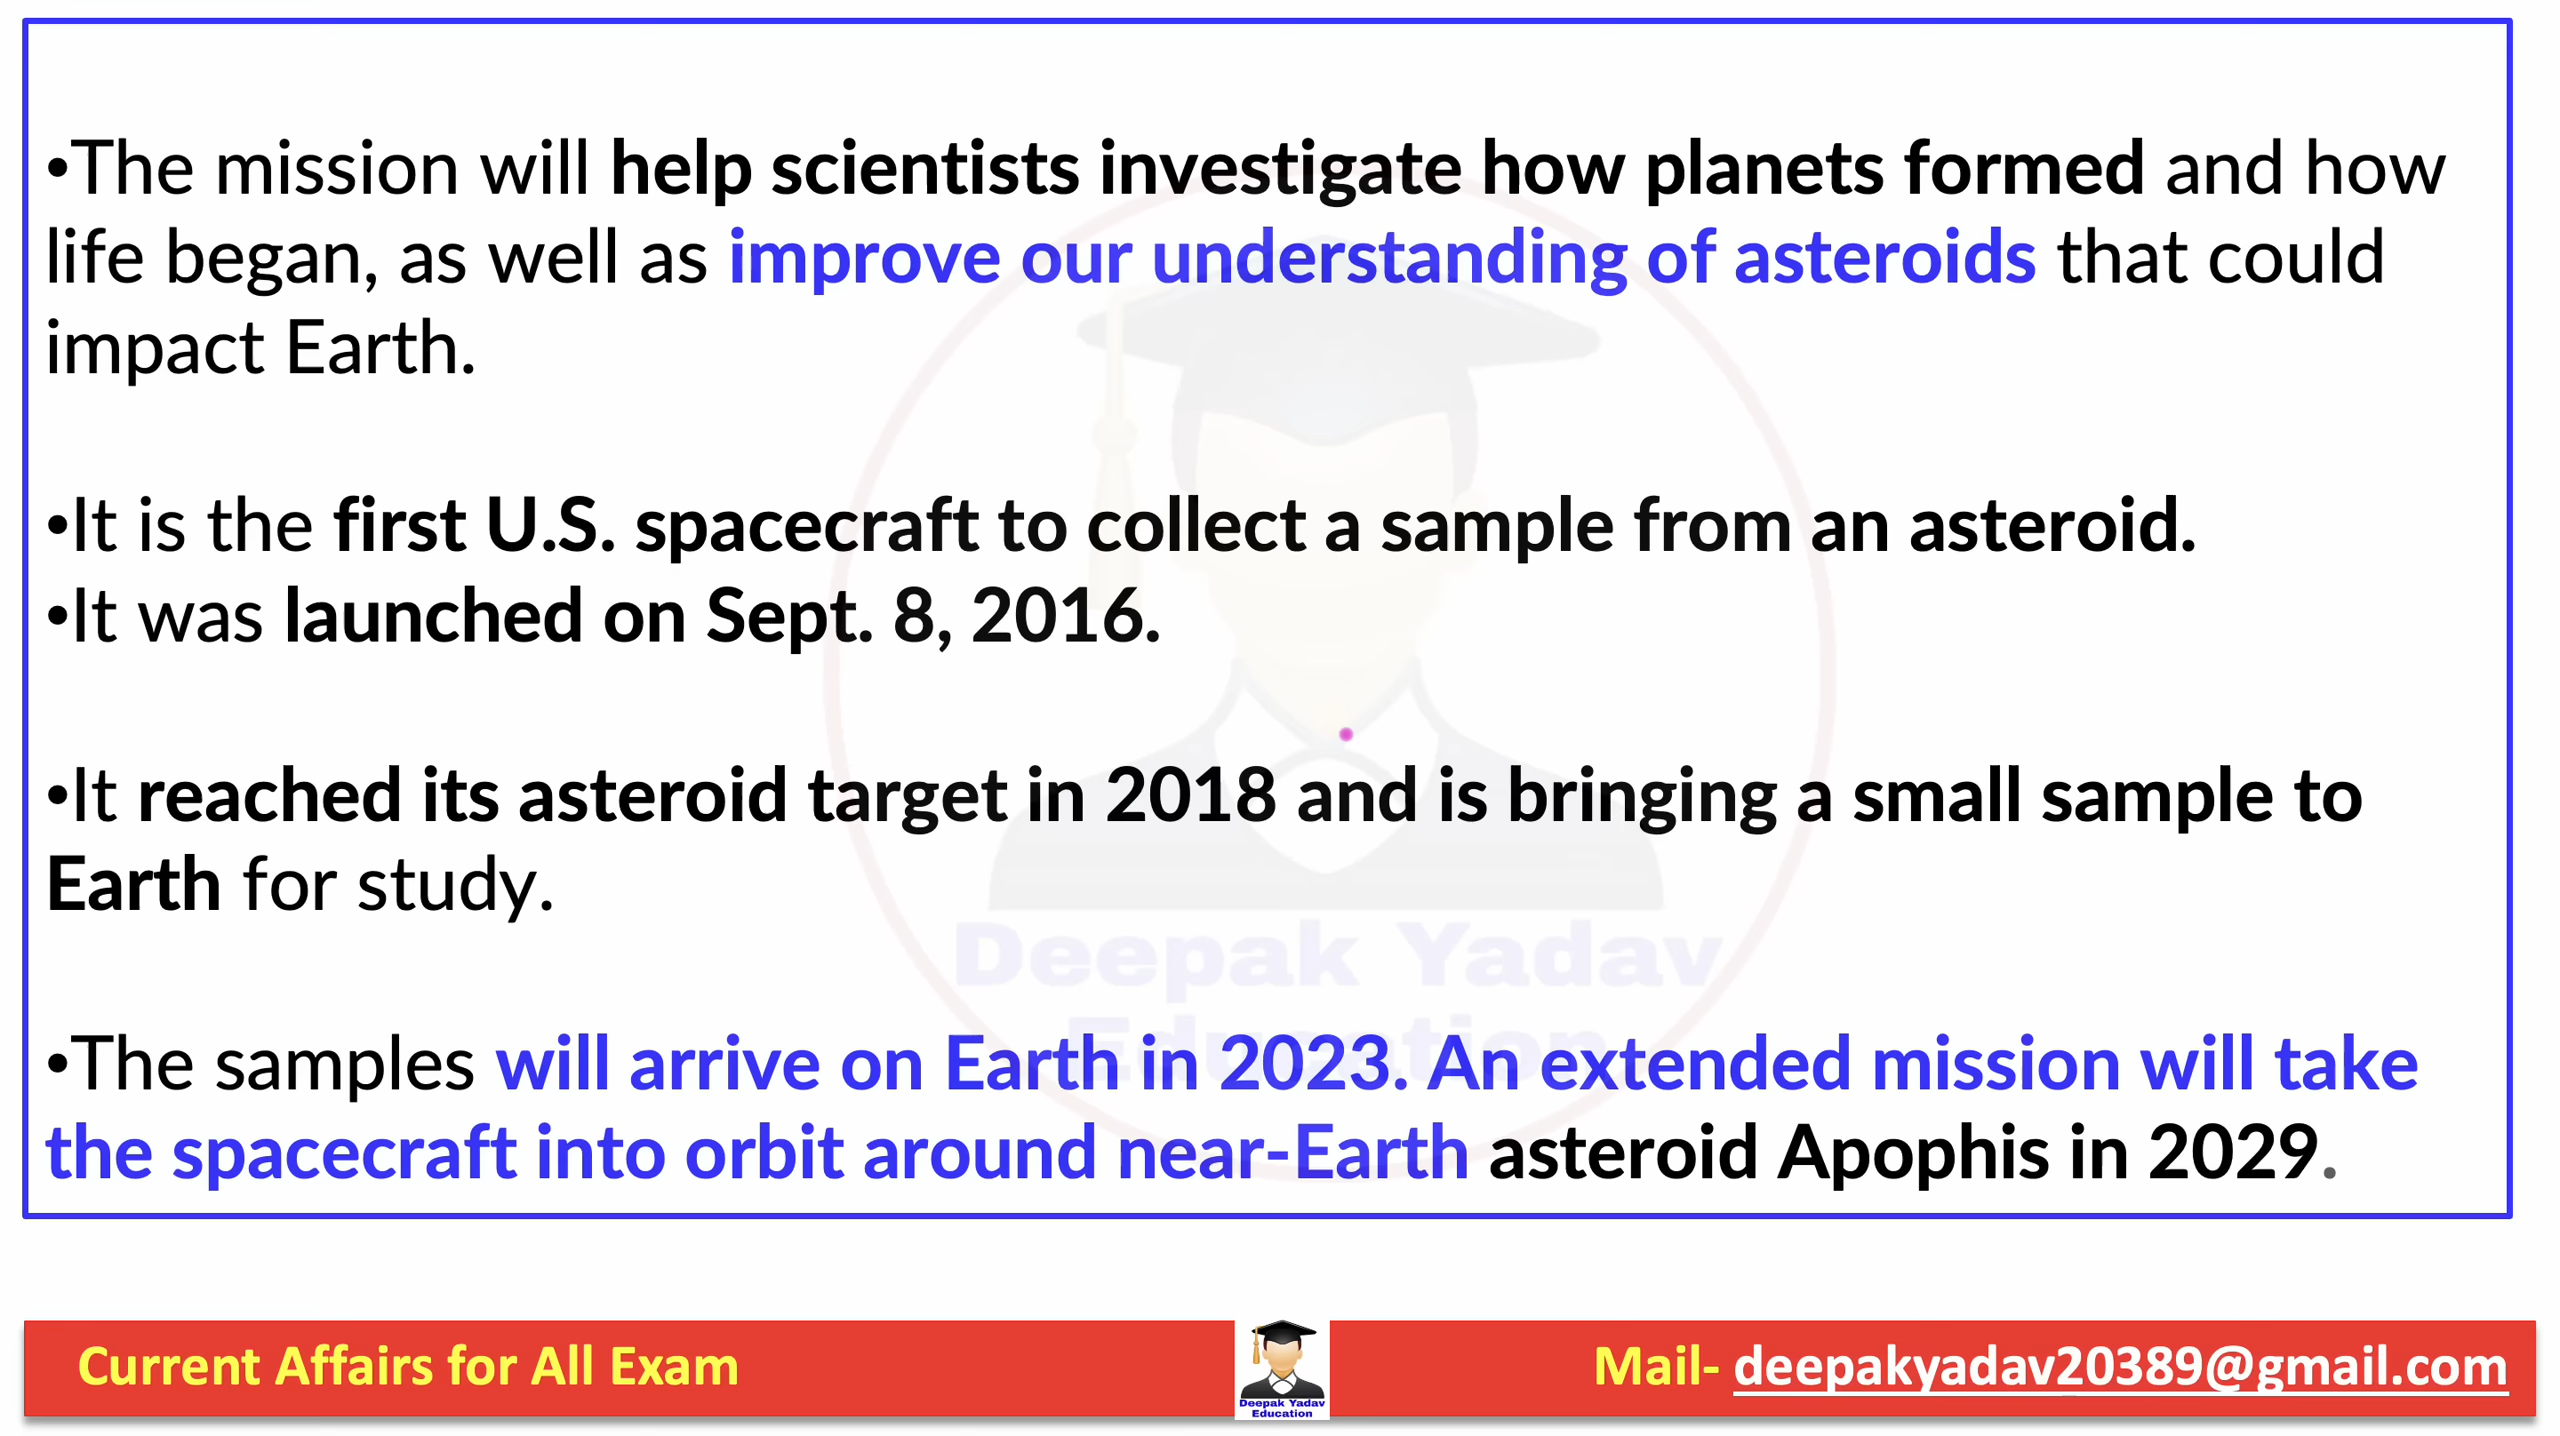 •The mission will help scientists investigate how planets formed and how
life began, as well as improve our understanding of asteroids that could
impact Earth.
•It is the first U.S. spacecraft to collect a sample from an asteroid.
•It was launched on Sept. 8, 2016.
•It reached its asteroid target in 2018 and is bringing a small sample to
Earth for study.
Deepak Yadav
Education
•The samples will arrive on Earth in 2023. An extended mission will take
the spacecraft into orbit around near-Earth asteroid Apophis in 2029.
Current Affairs for All Exam
Deepak Yadav
Education
Mail- deepakyadav20389@gmail.com